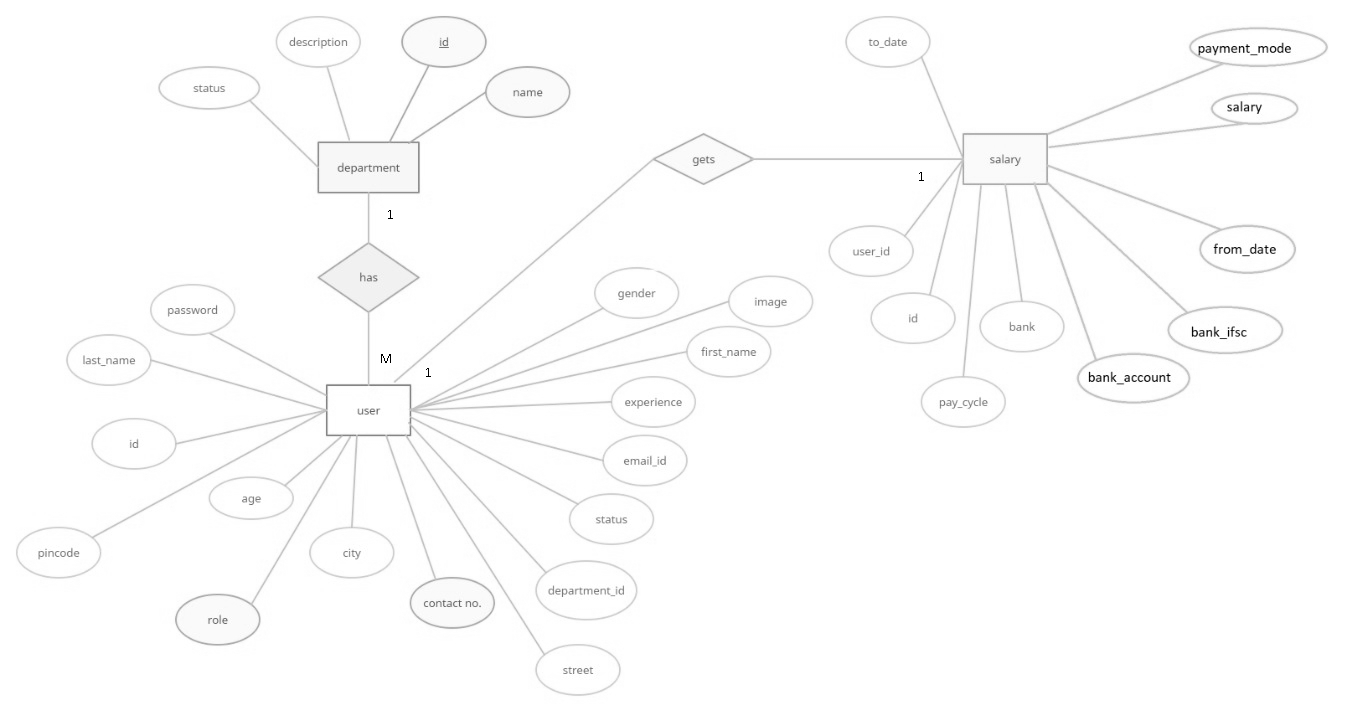 description
id
to_date
payment_mode
status
name
salary
department
gets
salary
1
1
user_id
from_date
has
gender
image
password
id
bank
bank_ifsc
last_name
M
1
first_name
bank_account
user
experience
pay_cycle
id
email_id
age
status
pincode
city
department_id
role
contact no.
street